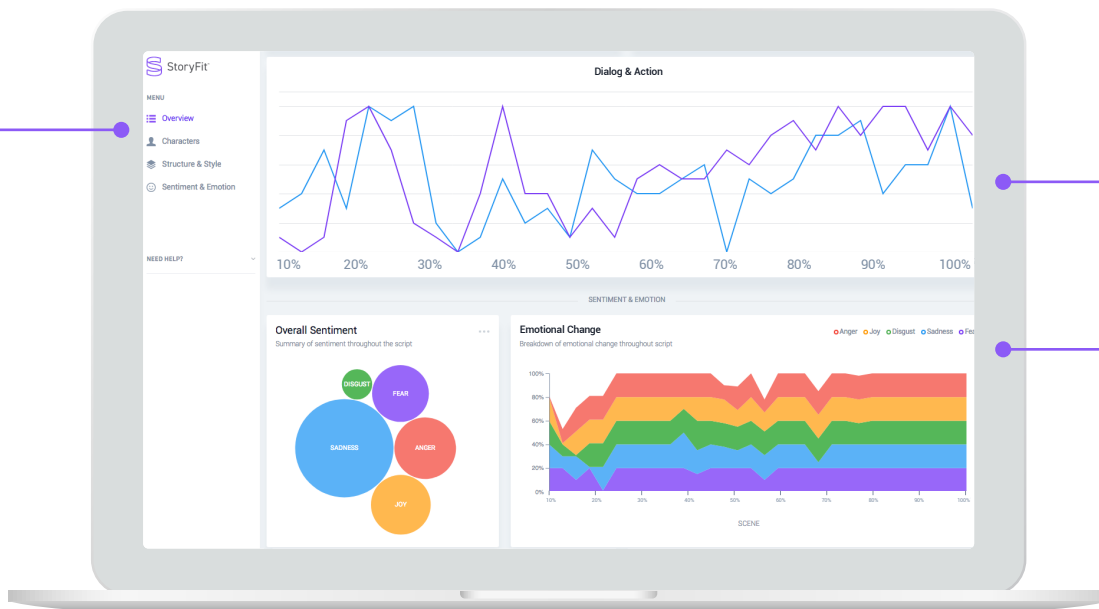 StoryFit
MENU
Overview
Characters
Structure & Style
Sentiment & Emotion
NEED HELP?
Dialog & Action
10% 20% 30% 40% 50% 60% 70% 80% 90% 100%
SENTIMENT & EMOTION
Overall Sentiment
Summary of sentiment throughout the script
DISGUST
FEAR
SADNESS
ANGER
JOY
Emotional Change
Breakdown of emotional change throughout script
Anger Joy Disgust Sadness Fea
100%
80%
60%
40%
20%
0%
10% 20% 30% 40% 50% 60% 70% 80% 90% 100%
SCENE